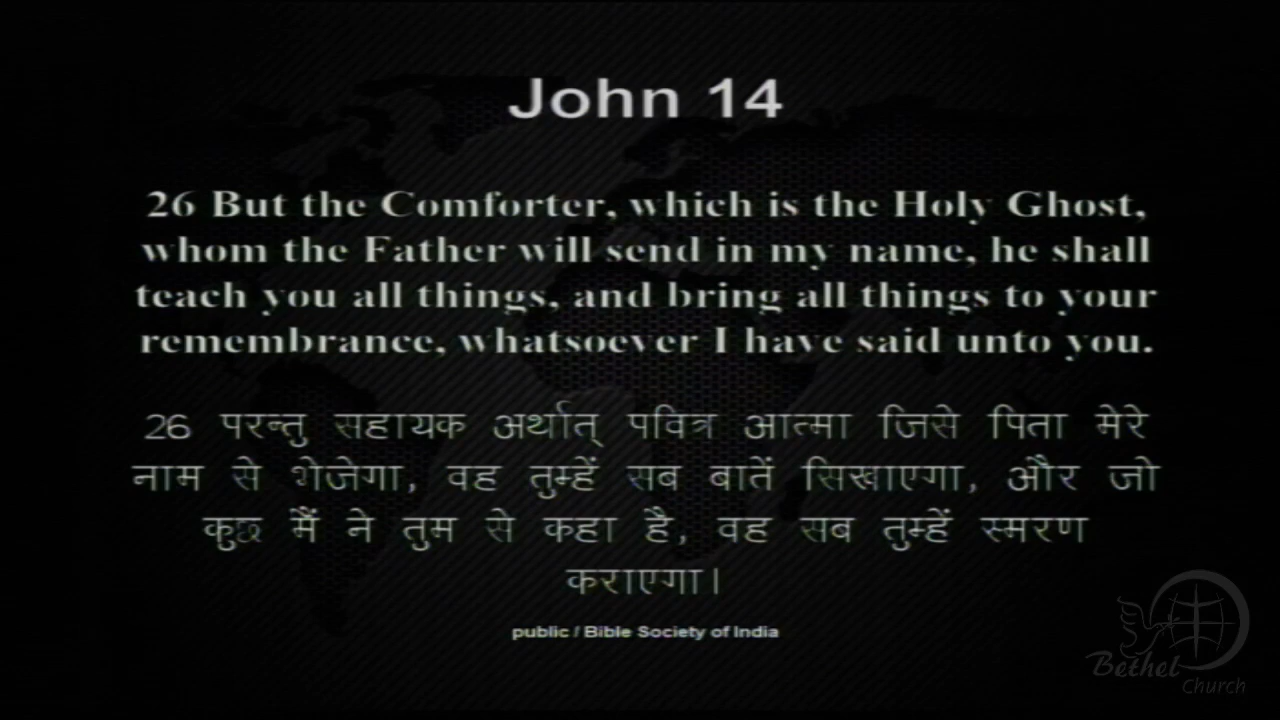 John 14
26 But the Comforter, which is the Holy Ghost,
whom the Father will send in my name, he shall
teach you all things, and bring all things to your
remembrance, whatsoever I have said unto you.
26 परन्तु सहायक अर्थात् पवित्र आत्मा जिसे पिता मेरे
नाम से भेजेगा, वह तुम्हें सब बातें सिखाएगा, और जो
कुछ मैं ने तुम से कहा है, वह सब तुम्हें स्मरण
कराएगा।
public / Bible Society of India
Bethel
Church